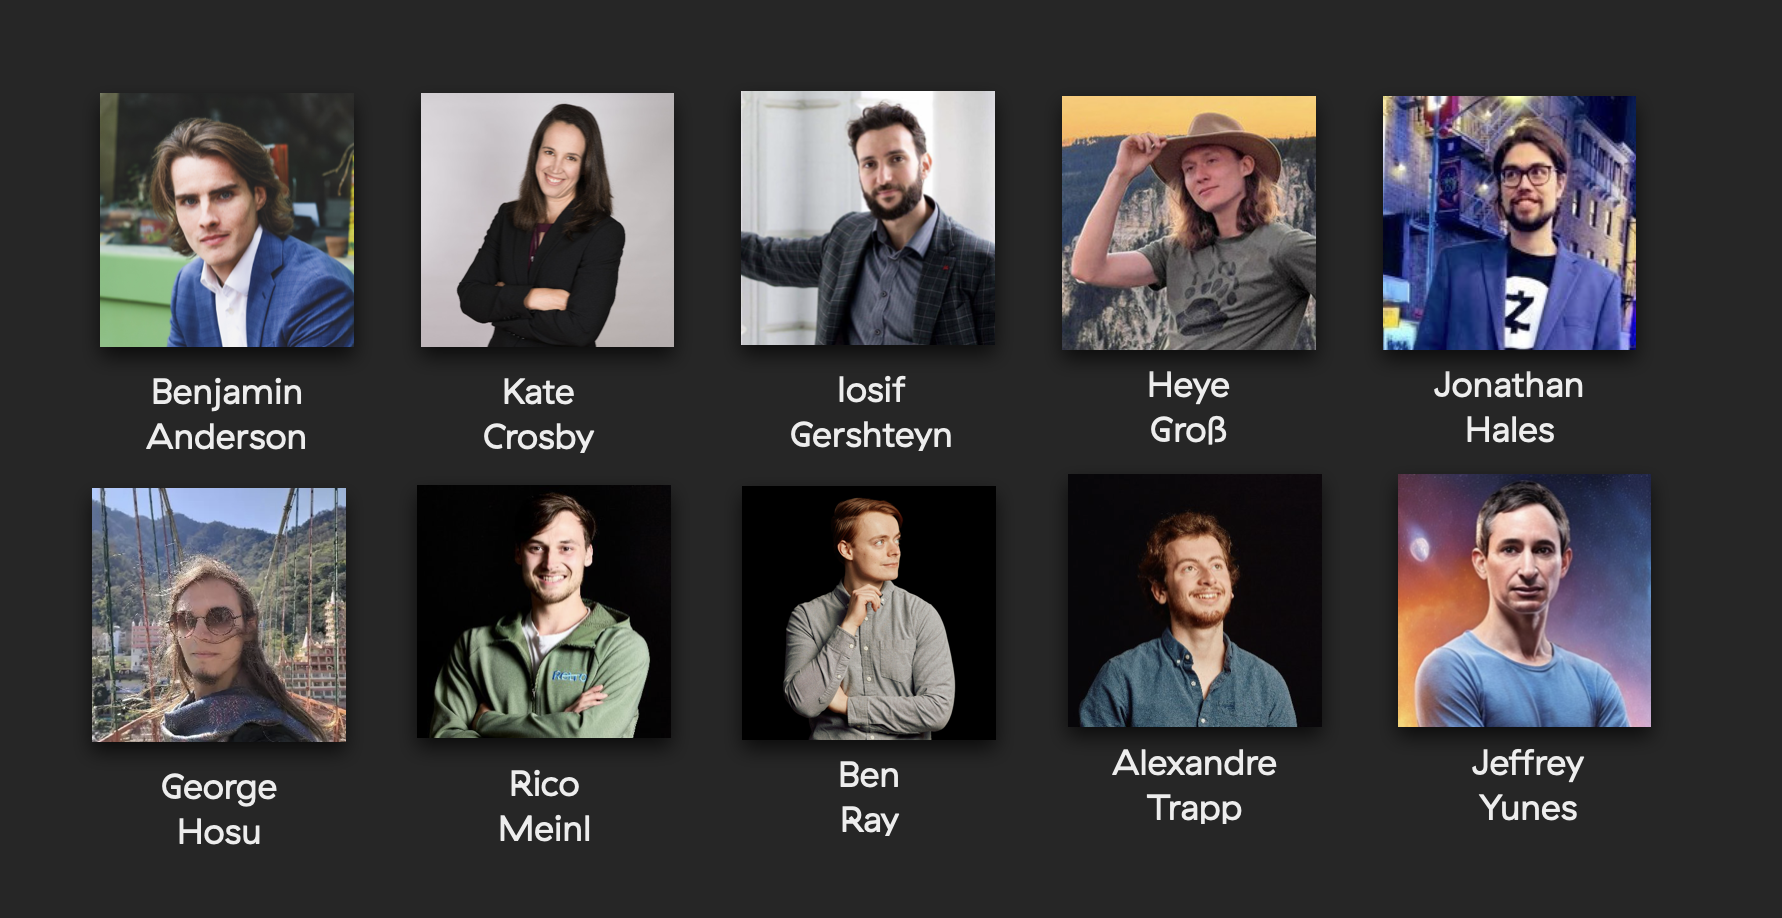 Benjamin
Anderson
Kate
Crosby
Iosif
Gershteyn
Heye
Groß
Jonathan
Hales
George
Hosu
Rico
Meinl
Ben
Ray
Alexandre
Trapp
Jeffrey
Yunes